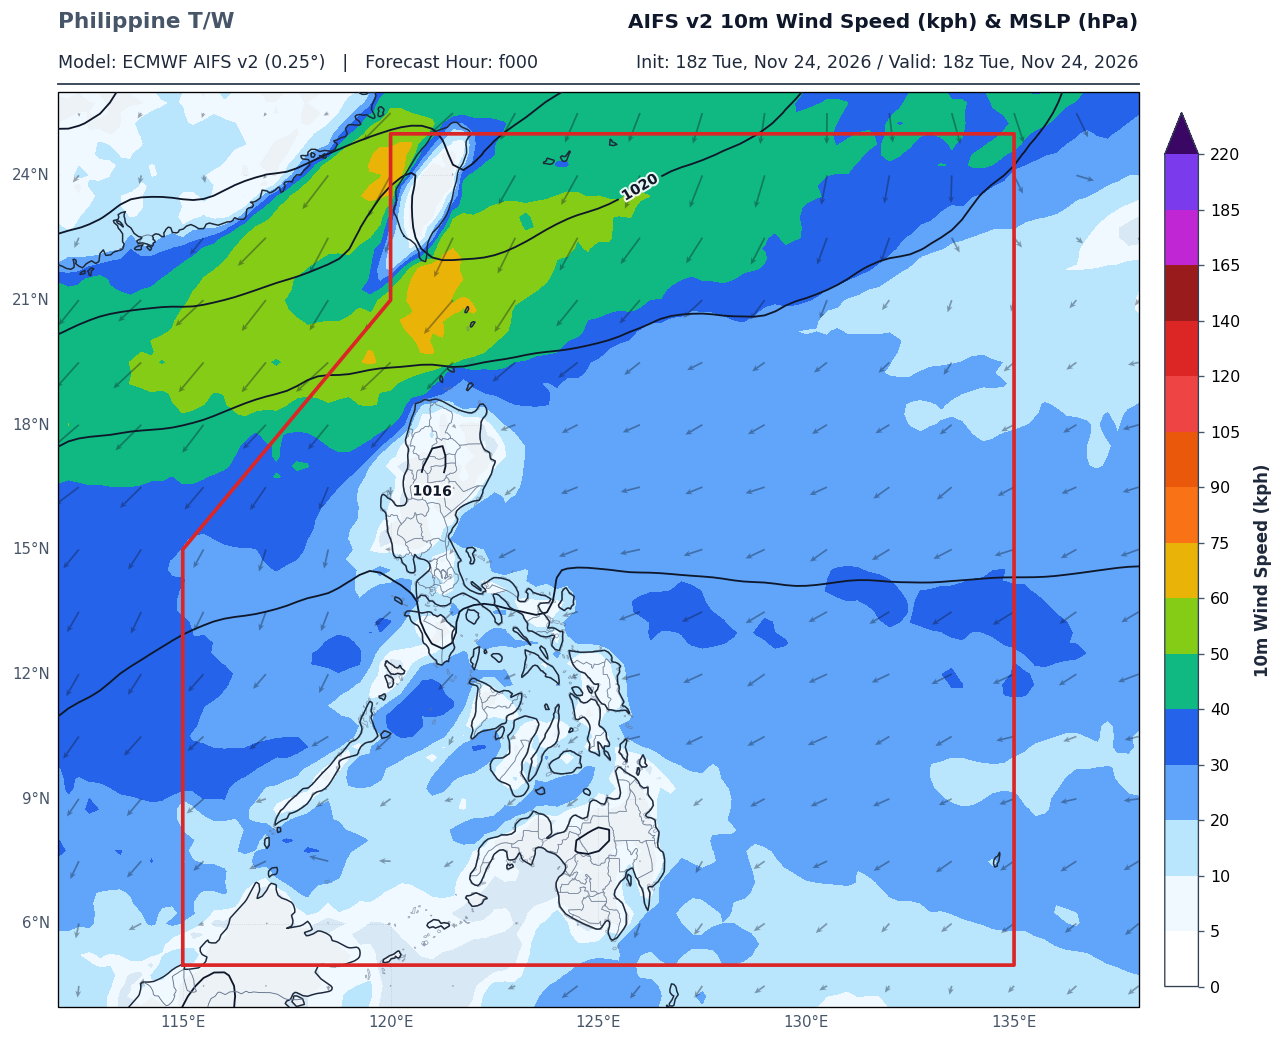 Philippine T/W
AIFS v2 10m Wind Speed (kph) & MSLP (hPa)
Model: ECMWF AIFS v2 (0.25°) | Forecast Hour: f000
Init: 18z Tue, Nov 24, 2026 / Valid: 18z Tue, Nov 24, 2026
24°N
21°N
18°N
15°N
12°N
9°N
6°N
1020
1016
115°E
120°E
125°E
130°E
135°E
220
185
165
140
120
105
90
75
60
50
40
30
20
10
5
0
10m Wind Speed (kph)